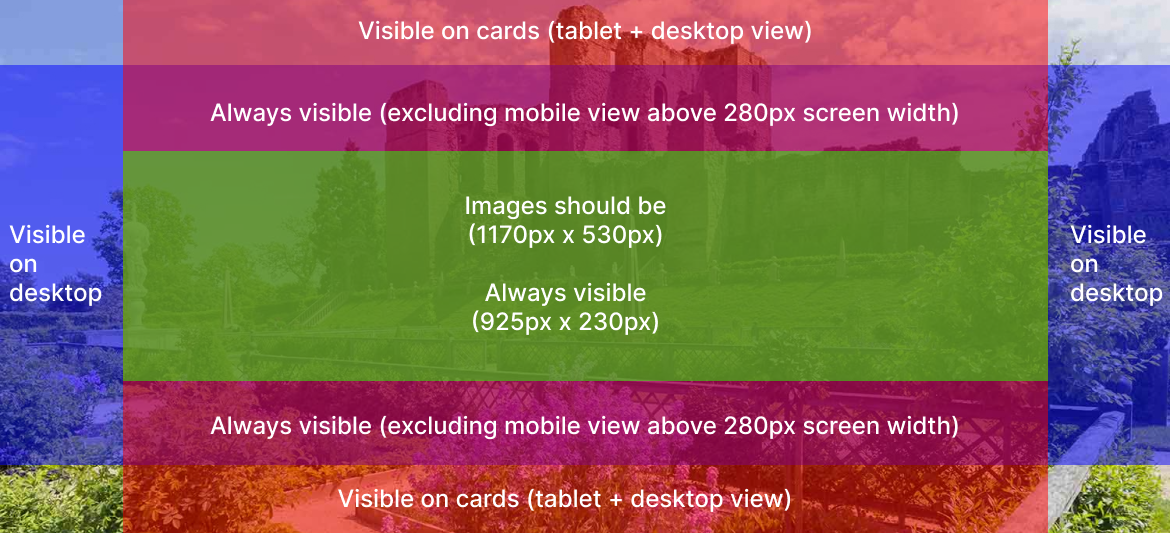 Visible on cards (tablet + desktop view)
Always visible (excluding mobile view above 280px screen width)
Images should be
(1170px x 530px)
Visible
on
desktop
Visible
on
desktop
Always visible
(925px x 230px)
Always visible (excluding mobile view above 280px screen width)
Visible on cards (tablet + desktop view)